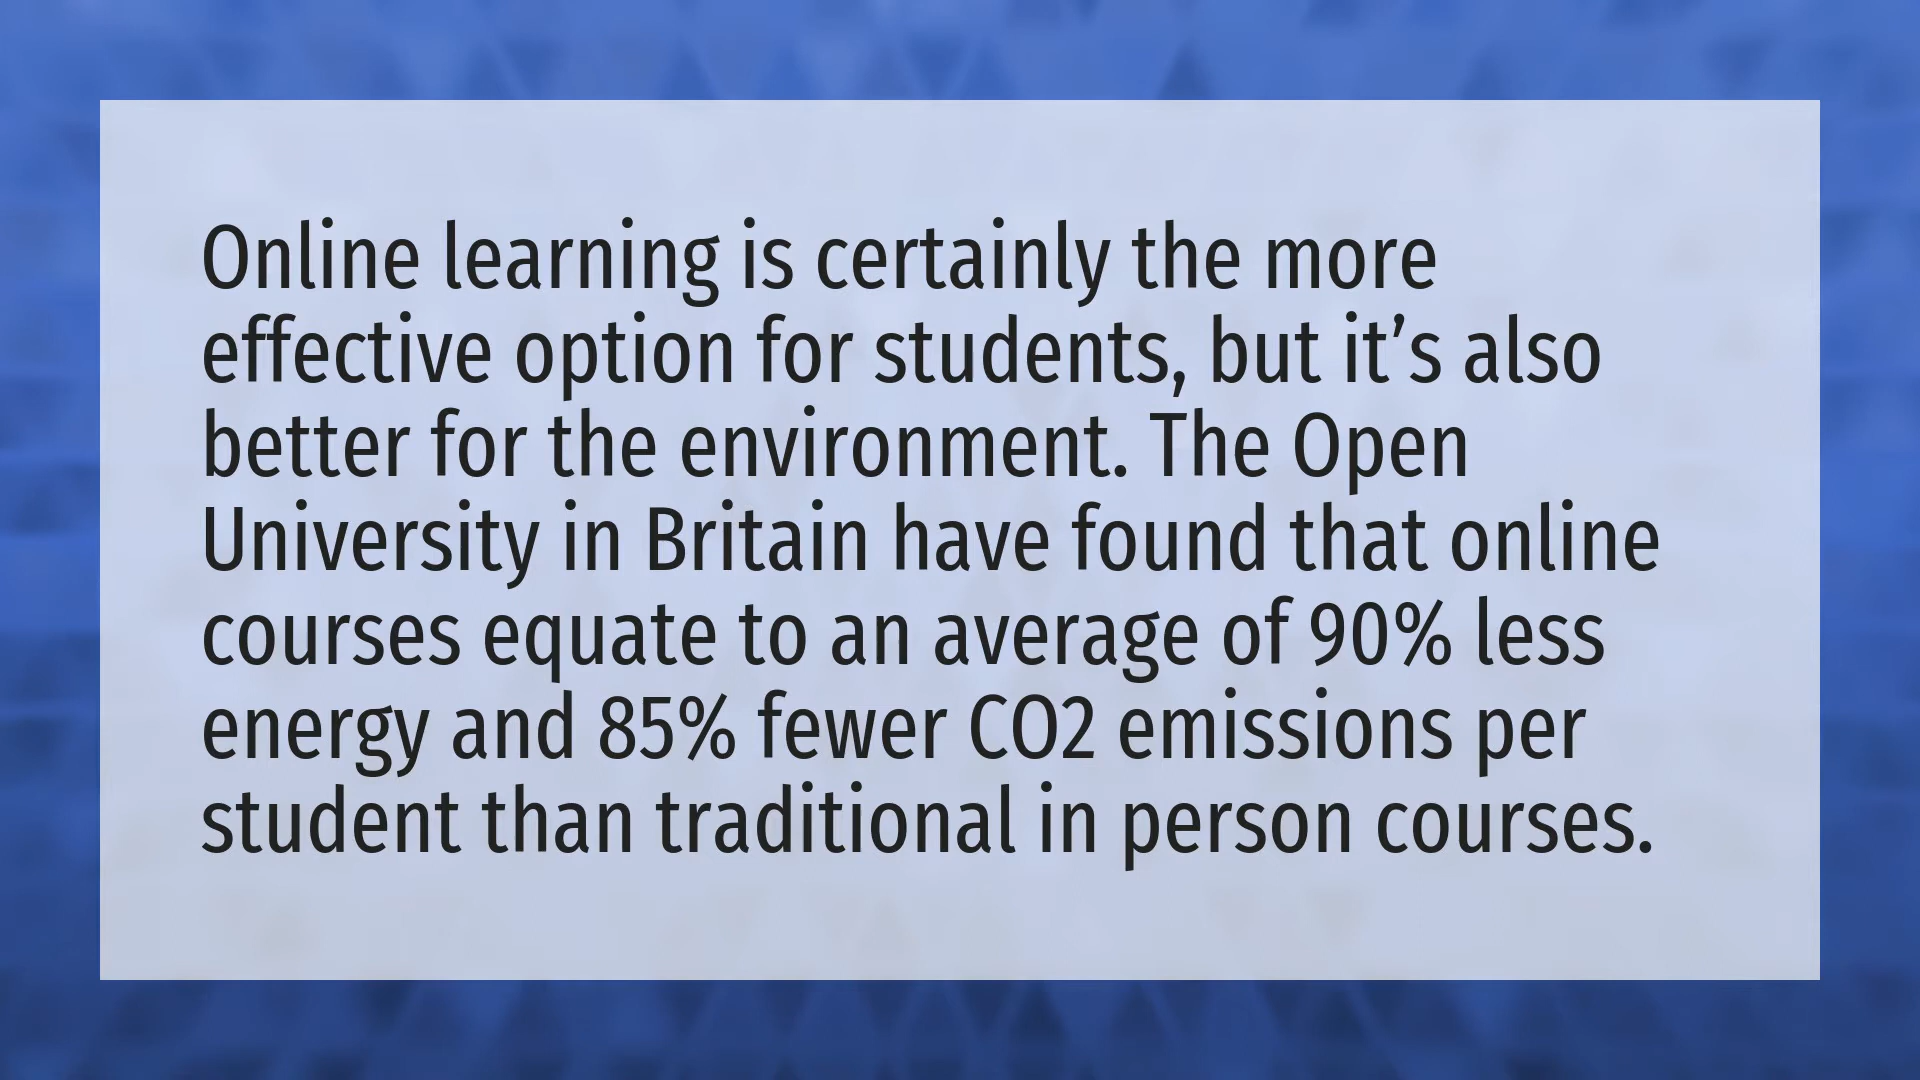 Online learning is certainly the more
effective option for students, but it’s also
better for the environment. The Open
University in Britain have found that online
courses equate to an average of 90% less
energy and 85% fewer CO2 emissions per
student than traditional in person courses.